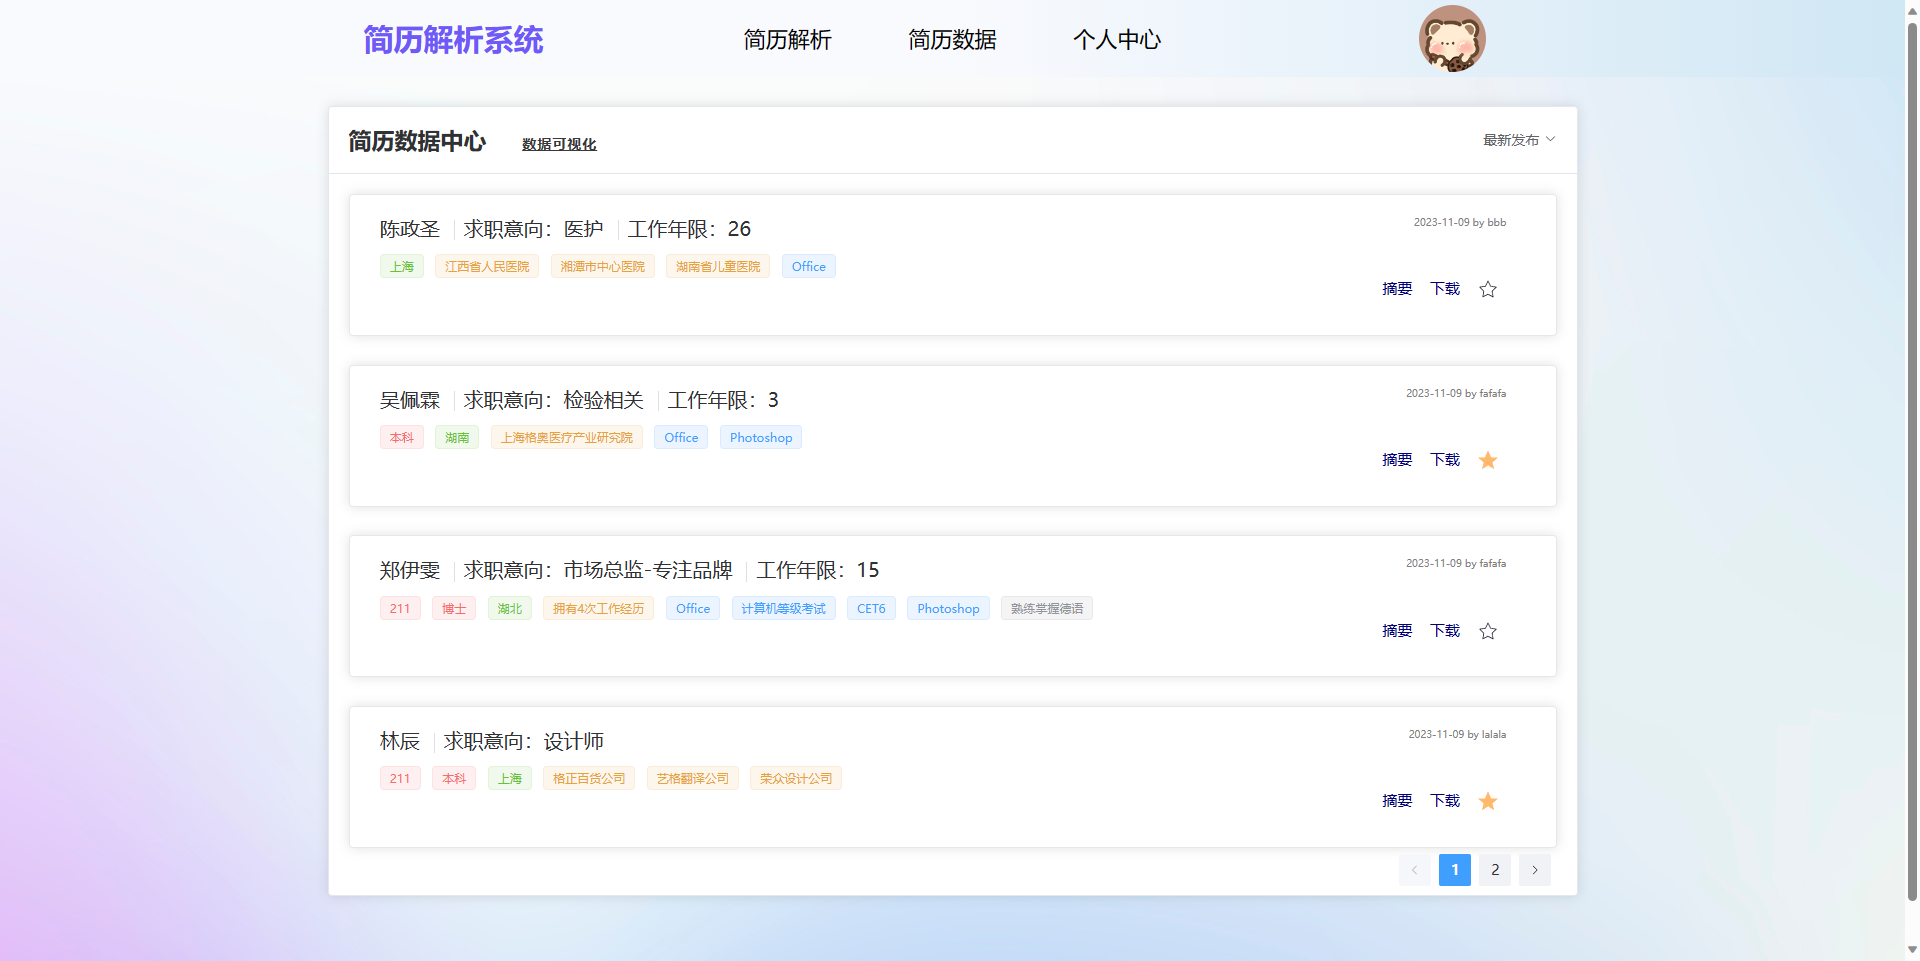 简历解析系统 简历解析 简历数据 个人中心
简历数据中心 数据可视化 最新发布
陈政圣 求职意向：医护 工作年限：26 2023-11-09 by bbb
上海 江西省人民医院 湘潭市中心医院 湖南省儿童医院 Office
摘要 下载
吴佩霖 求职意向：检验相关 工作年限：3 2023-11-09 by fafafa
本科 湖南 上海格奥医疗产业研究院 Office Photoshop
摘要 下载
郑伊雯 求职意向：市场总监-专注品牌 工作年限：15 2023-11-09 by fafafa
211 博士 湖北 拥有4次工作经历 Office 计算机等级考试 CET6 Photoshop 熟练掌握德语
摘要 下载
林辰 求职意向：设计师 2023-11-09 by lalala
211 本科 上海 格正百货公司 艺格翻译公司 荣众设计公司
摘要 下载
1 2